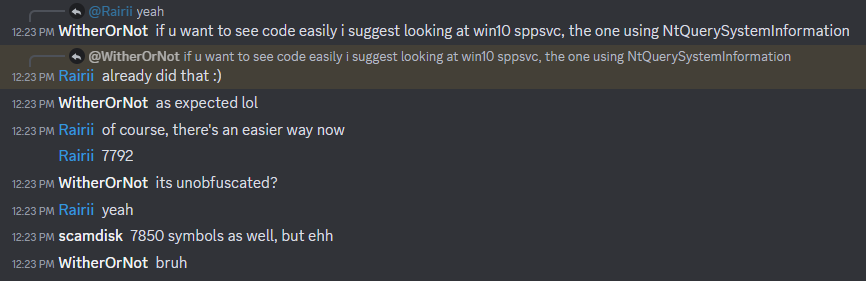 @Rairii yeah
12:23 PM WitherOrNot if u want to see code easily i suggest looking at win10 sppsvc, the one using NtQuerySystemInformation
@WitherOrNot if u want to see code easily i suggest looking at win10 sppsvc, the one using NtQuerySystemInformation
12:23 PM Rairii already did that :)
12:23 PM WitherOrNot as expected lol
12:23 PM Rairii of course, there's an easier way now
Rairii 7792
12:23 PM WitherOrNot its unobfuscated?
12:23 PM Rairii yeah
12:23 PM scamdisk 7850 symbols as well, but ehh
12:23 PM WitherOrNot bruh